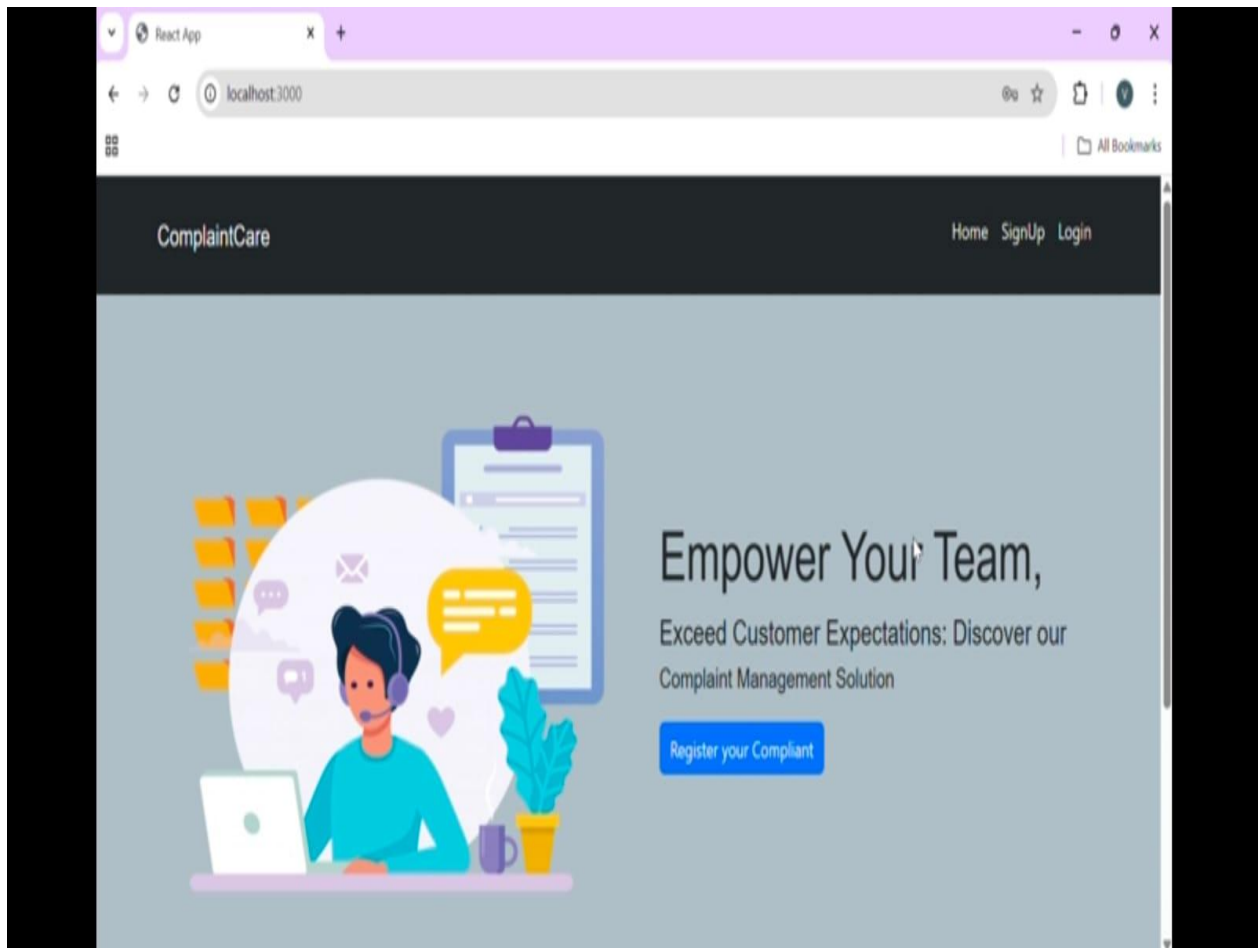 React App
localhost:3000
V
All Bookmarks
ComplaintCare
Home SignUp Login
1
Empower Your Team,
Exceed Customer Expectations: Discover our
Complaint Management Solution
Register your Compliant